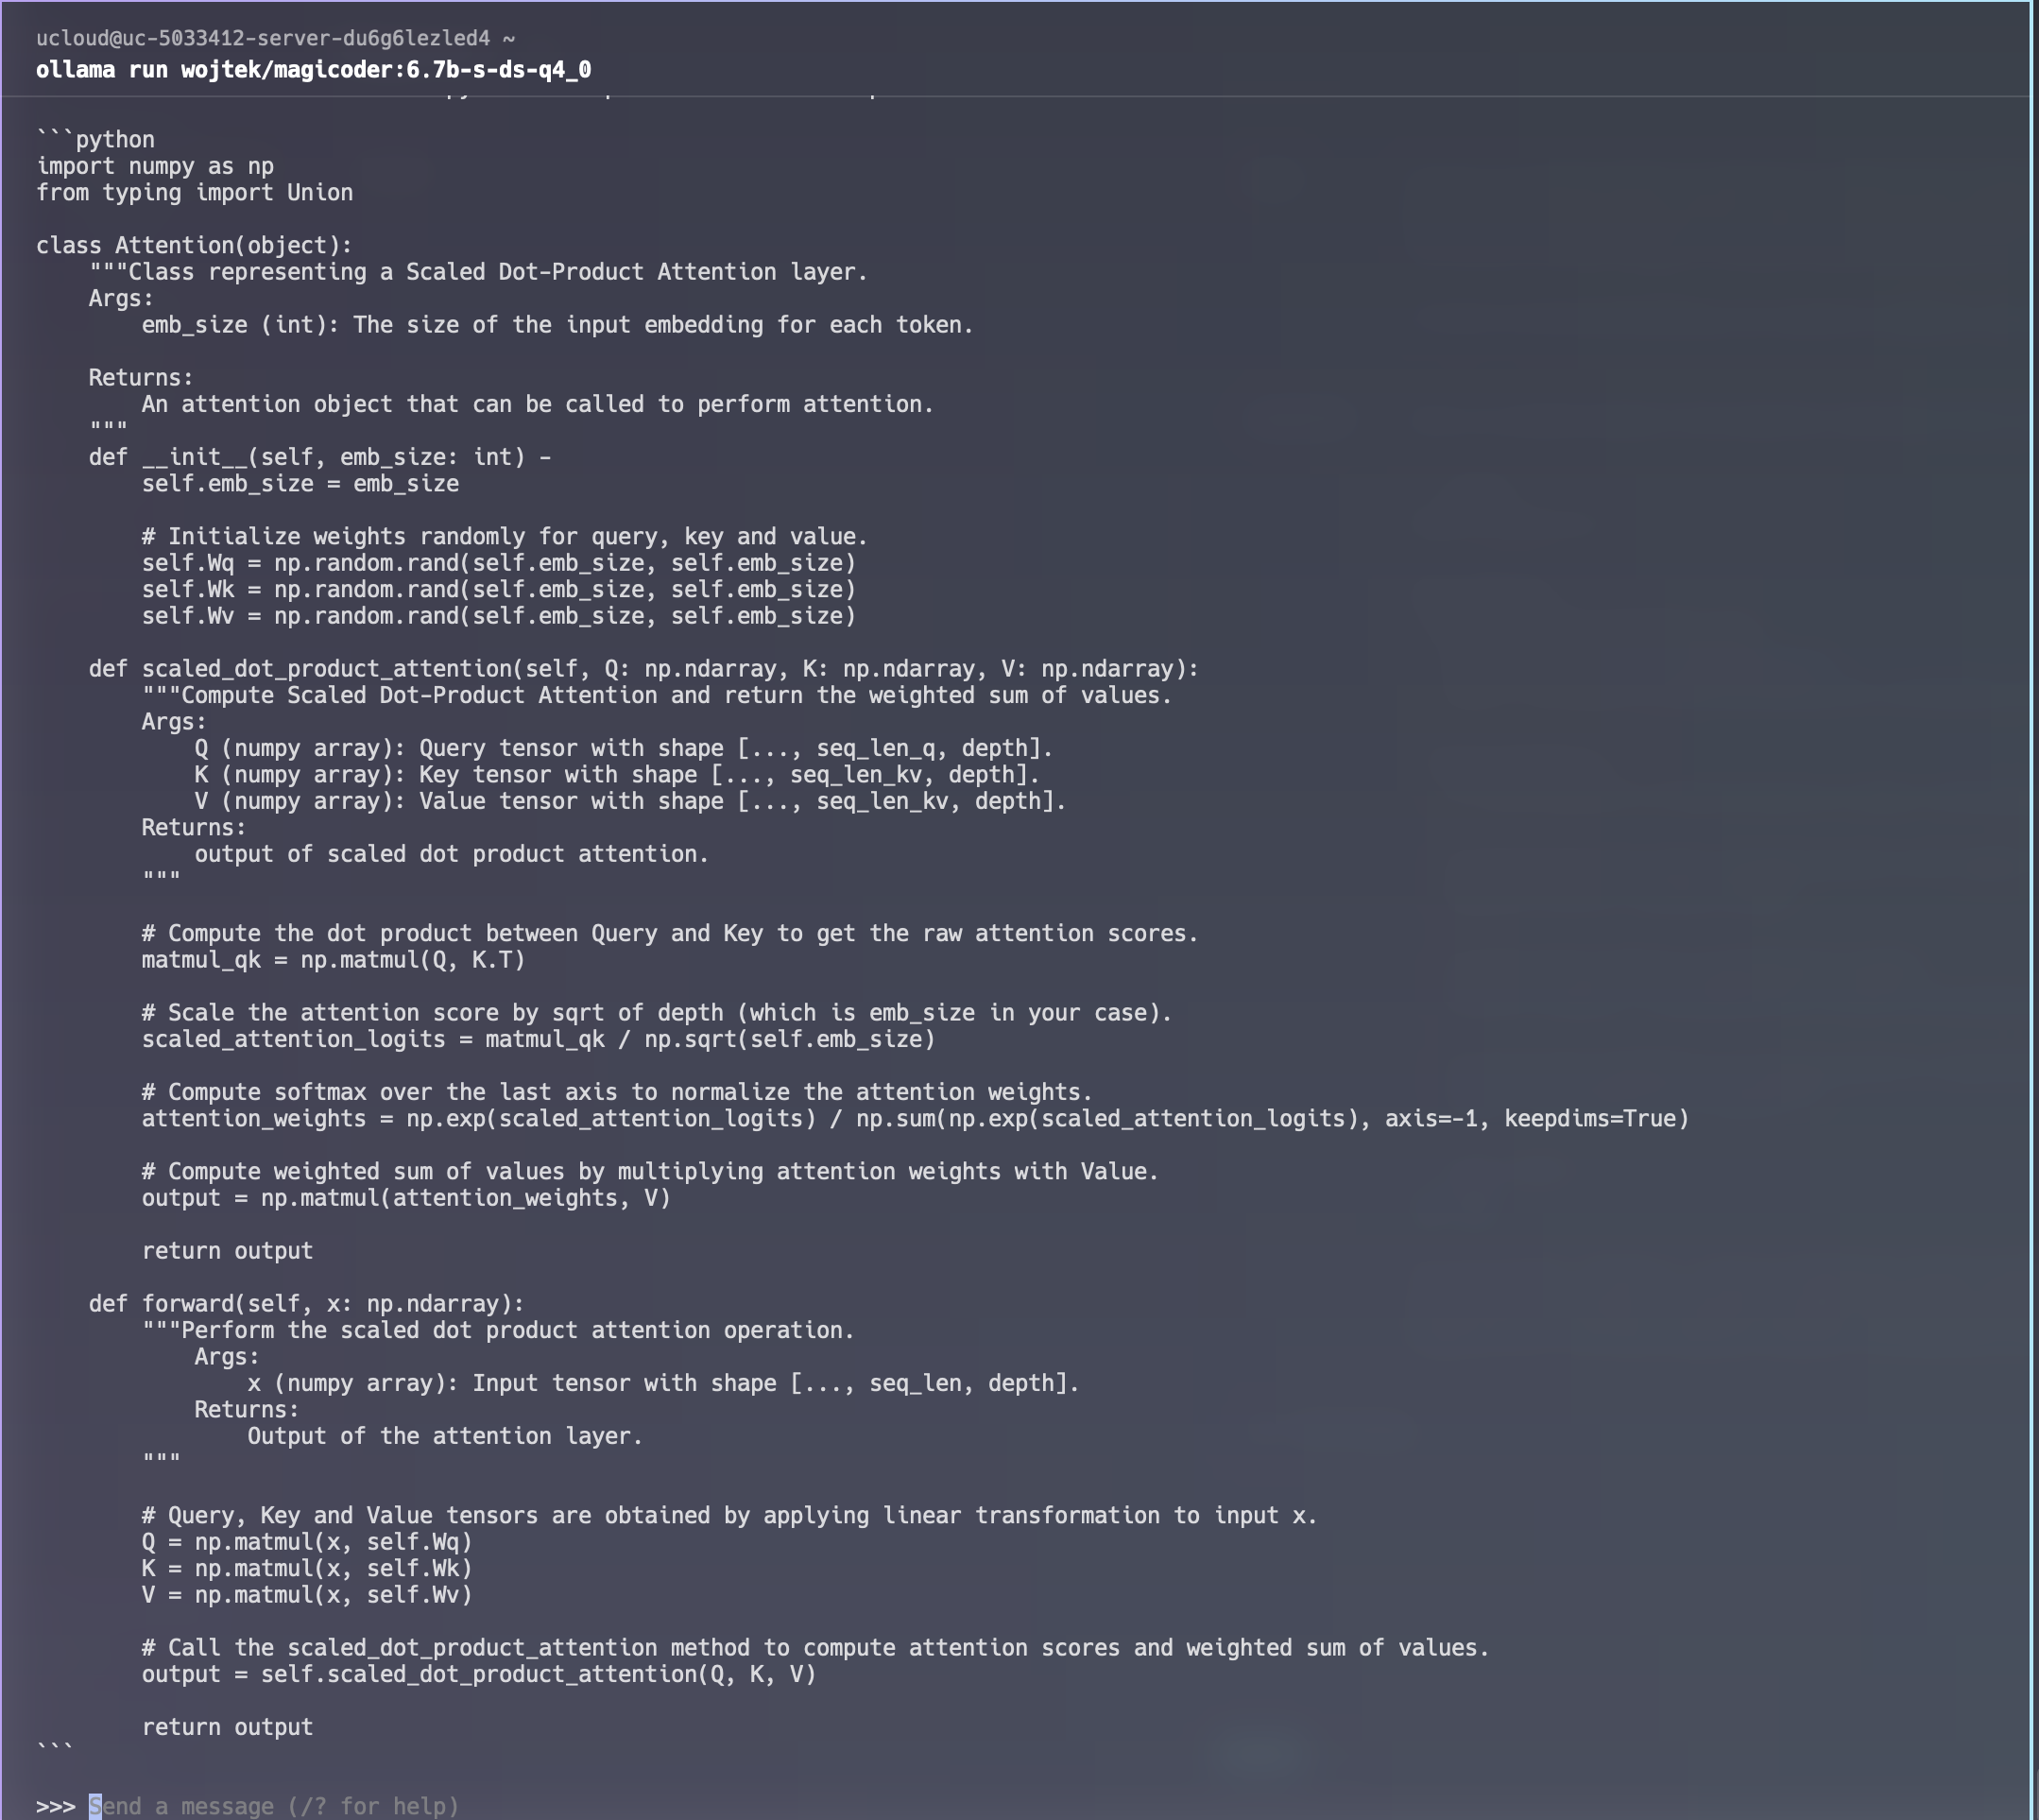 ucloud@uc-5033412-server-du6g6lezled4 ~
ollama run wojtek/magicoder:6.7b-s-ds-q4_0
```python
import numpy as np
from typing import Union

class Attention(object):
    """Class representing a Scaled Dot-Product Attention layer.
    Args:
        emb_size (int): The size of the input embedding for each token.

    Returns:
        An attention object that can be called to perform attention.
    """
    def __init__(self, emb_size: int) -
        self.emb_size = emb_size

        # Initialize weights randomly for query, key and value.
        self.Wq = np.random.rand(self.emb_size, self.emb_size)
        self.Wk = np.random.rand(self.emb_size, self.emb_size)
        self.Wv = np.random.rand(self.emb_size, self.emb_size)

    def scaled_dot_product_attention(self, Q: np.ndarray, K: np.ndarray, V: np.ndarray):
        """Compute Scaled Dot-Product Attention and return the weighted sum of values.
        Args:
            Q (numpy array): Query tensor with shape [..., seq_len_q, depth].
            K (numpy array): Key tensor with shape [..., seq_len_kv, depth].
            V (numpy array): Value tensor with shape [..., seq_len_kv, depth].
        Returns:
            output of scaled dot product attention.
        """

        # Compute the dot product between Query and Key to get the raw attention scores.
        matmul_qk = np.matmul(Q, K.T)

        # Scale the attention score by sqrt of depth (which is emb_size in your case).
        scaled_attention_logits = matmul_qk / np.sqrt(self.emb_size)

        # Compute softmax over the last axis to normalize the attention weights.
        attention_weights = np.exp(scaled_attention_logits) / np.sum(np.exp(scaled_attention_logits), axis=-1, keepdims=True)

        # Compute weighted sum of values by multiplying attention weights with Value.
        output = np.matmul(attention_weights, V)

        return output

    def forward(self, x: np.ndarray):
        """Perform the scaled dot product attention operation.
            Args:
                x (numpy array): Input tensor with shape [..., seq_len, depth].
            Returns:
                Output of the attention layer.
        """

        # Query, Key and Value tensors are obtained by applying linear transformation to input x.
        Q = np.matmul(x, self.Wq)
        K = np.matmul(x, self.Wk)
        V = np.matmul(x, self.Wv)

        # Call the scaled_dot_product_attention method to compute attention scores and weighted sum of values.
        output = self.scaled_dot_product_attention(Q, K, V)

        return output
```

>>> Send a message (/? for help)